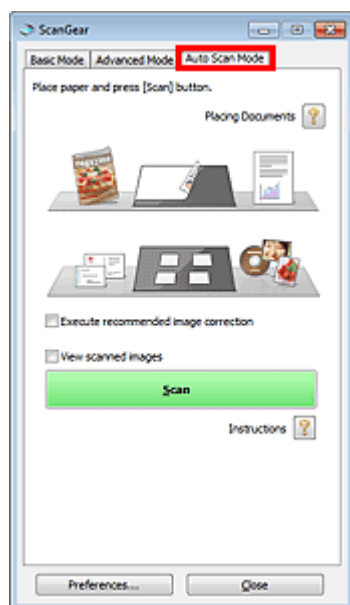 ScanGear
Basic Mode Advanced Mode Auto Scan Mode
Place paper and press [Scan] button.
Placing Documents
Execute recommended image correction
View scanned images
Scan
Instructions
Preferences... Close